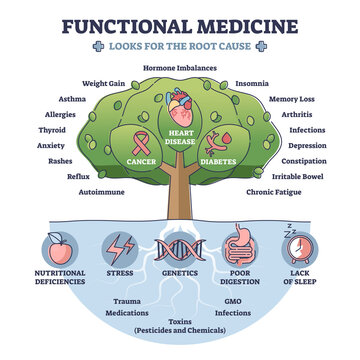 FUNCTIONAL MEDICINE
LOOKS FOR THE ROOT CAUSE
Hormone Imbalances
Weight Gain
Insomnia
Asthma
Memory Loss
Allergies
Arthritis
Thyroid
Infections
Anxiety
Depression
Rashes
Constipation
Reflux
Irritable Bowel
Autoimmune
Chronic Fatigue
HEART
DISEASE
CANCER
DIABETES
NUTRITIONAL
DEFICIENCIES
STRESS
GENETICS
POOR
DIGESTION
LACK
OF SLEEP
Trauma
GMO
Medications
Infections
Toxins
(Pesticides and Chemicals)